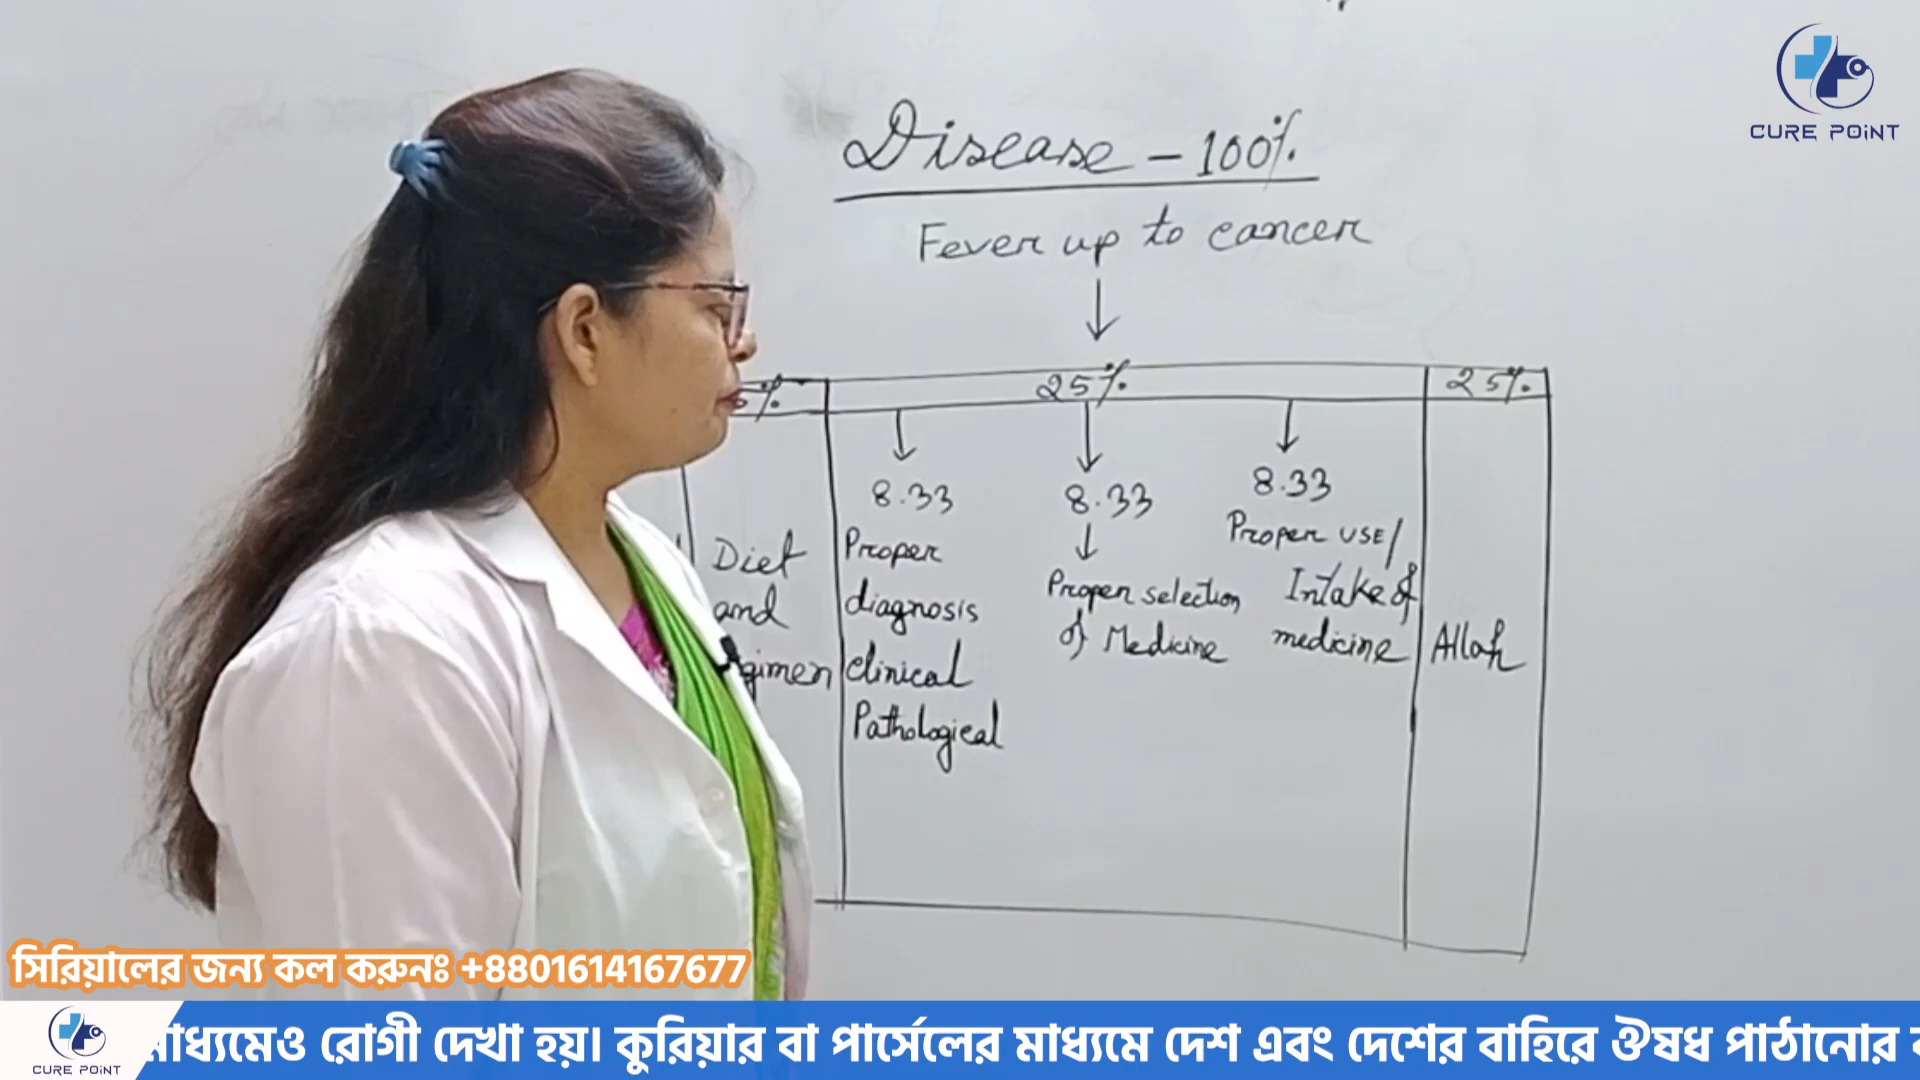 CURE POiNT
Disease - 100%
Fever up to cancer
25%
25%
8.33
8.33
8.33
Diet
and
Proper
diagnosis
clinical
Pathological
Proper selection
of Medicine
Proper USE/
Intake of
medicine
Allah
সিরিয়ালের জন্য কল করুনঃ +8801614167677
রোগী দেখা হয়। কুরিয়ার বা পার্সেলের মাধ্যমে দেশ এবং দেশের বাহিরে ঔষধ পাঠানোর
CURE POiNT